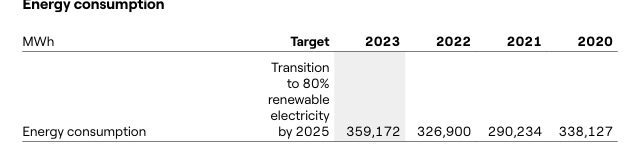 Energy consumption
MWh Target 2023 2022 2021 2020
Transition
to 80%
renewable
electricity
Energy consumption by 2025 359,172 326,900 290,234 338,127